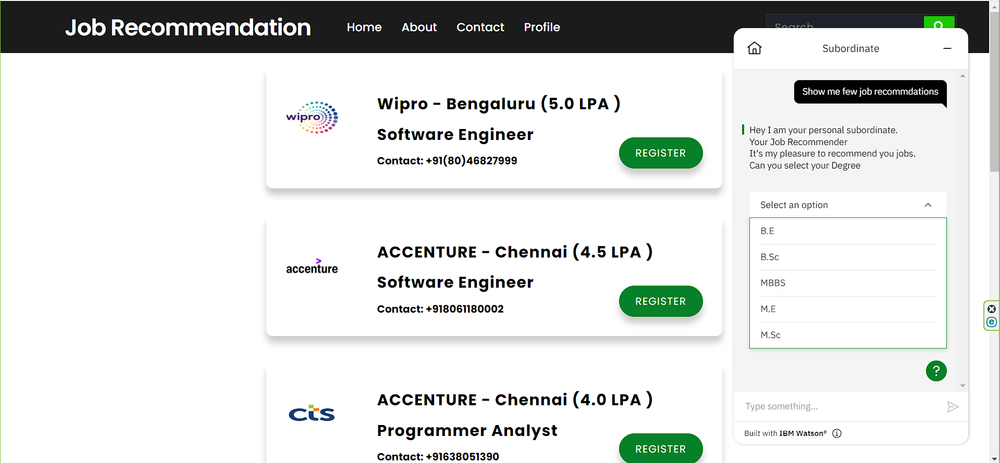 Job Recommendation
Home About Contact Profile
Search
wipro
Wipro - Bengaluru (5.0 LPA )
Software Engineer
Contact: +91(80)46827999
REGISTER
accenture
ACCENTURE - Chennai (4.5 LPA )
Software Engineer
Contact: +918061180002
REGISTER
cts
ACCENTURE - Chennai (4.0 LPA )
Programmer Analyst
Contact: +91638051390
REGISTER
Subordinate
Show me few job recommdations
Hey I am your personal subordinate.
Your Job Recommender
It's my pleasure to recommend you jobs.
Can you select your Degree
Select an option
B.E
B.Sc
MBBS
M.E
M.Sc
?
Type something...
Built with IBM Watson®
e